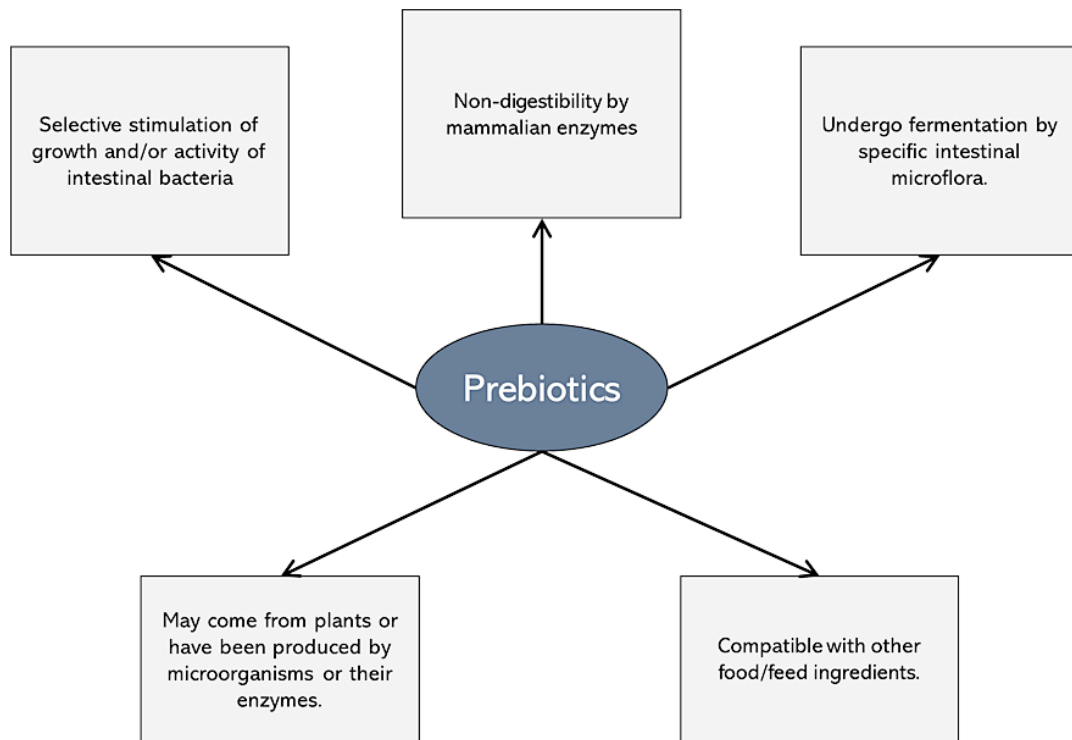 Selective stimulation of
growth and/or activity of
intestinal bacteria
Non-digestibility by
mammalian enzymes
Undergo fermentation by
specific intestinal
microflora.
Prebiotics
May come from plants or
have been produced by
microorganisms or their
enzymes.
Compatible with other
food/feed ingredients.